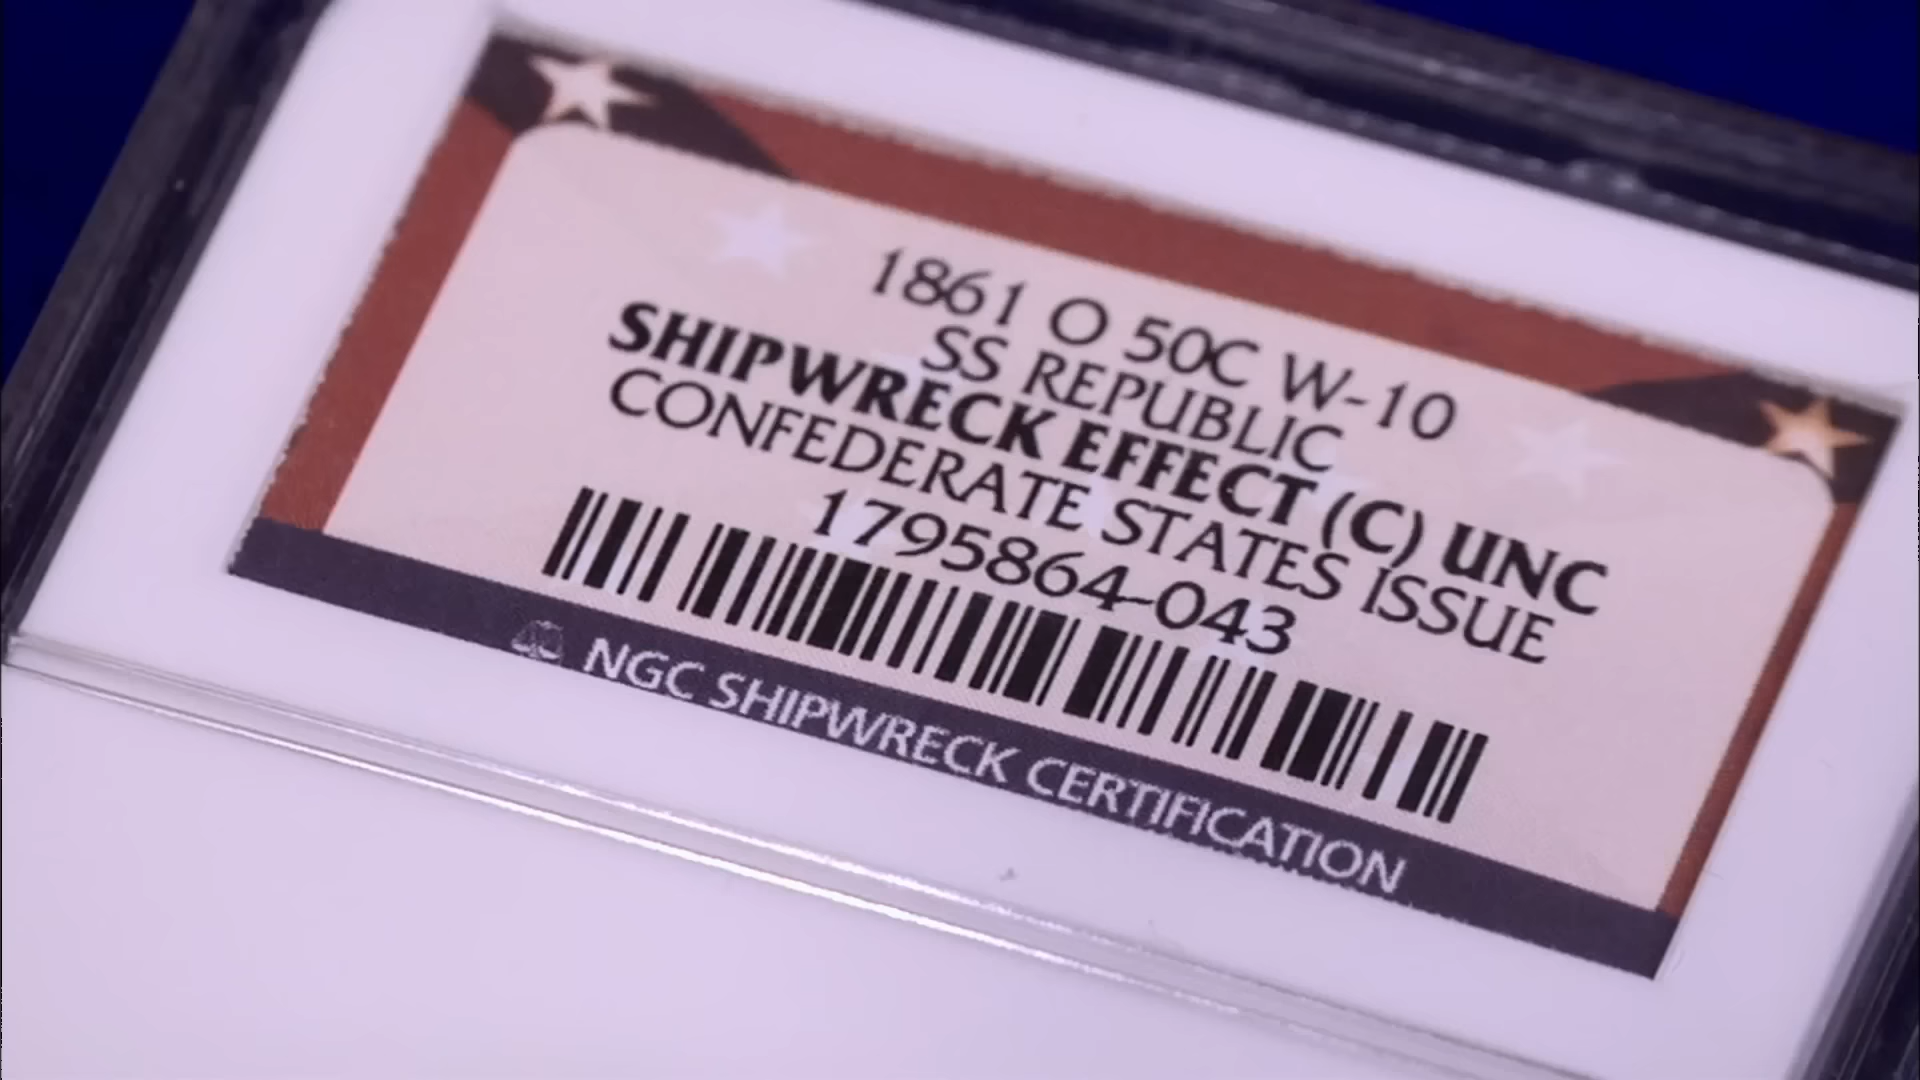 1861 O 50C W-10
SS REPUBLIC
SHIPWRECK EFFECT (C) UNC
CONFEDERATE STATES ISSUE
1795864-043
NGC SHIPWRECK CERTIFICATION